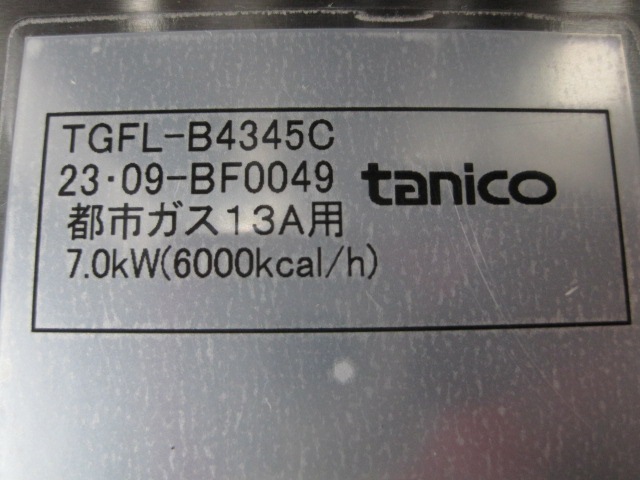 TGFL-B4345C
23·09-BF0049
tanico
都市ガス13A用
7.0kW(6000kcal/h)